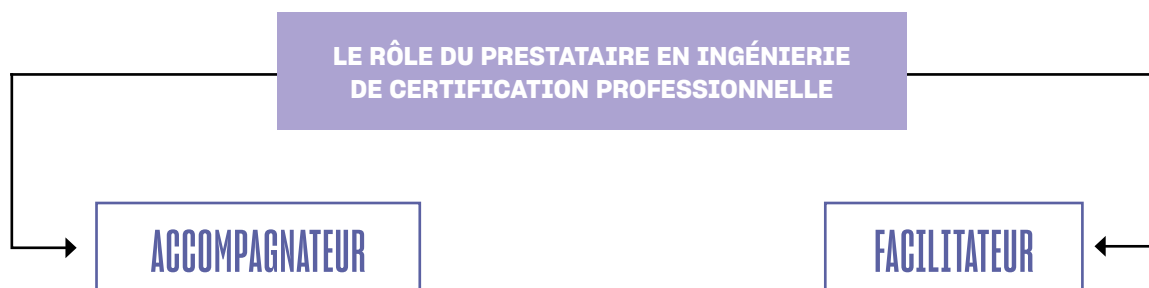 LE RÔLE DU PRESTATAIRE EN INGÉNIERIE
DE CERTIFICATION PROFESSIONNELLE
ACCOMPAGNATEUR
FACILITATEUR